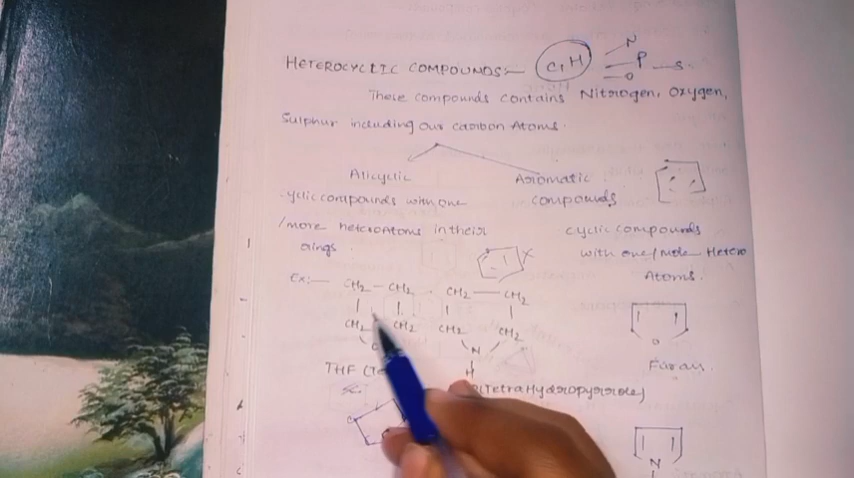 HETEROCYCLIC COMPOUNDS:— C, H N P S O
These compounds contains Nitrogen, Oxygen,
Sulphur including our carbon Atoms.
Alicyclic Aromatic
compounds
yclic compounds with one
/more heteroAtoms in their
rings
cyclic compounds
with one/more Hetero
Atoms.
Ex:— CH₂ — CH₂ CH₂ — CH₂
CH₂ CH₂ CH₂ CH₂
N
H
O
Furan.
THF
(TetraHydropyrrole)
N